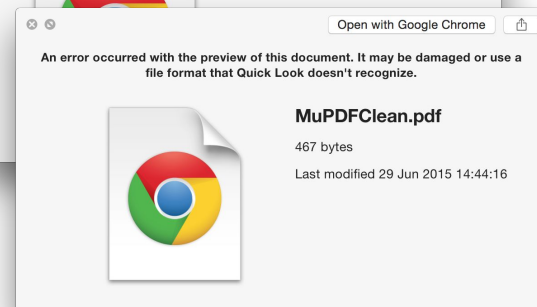 Open with Google Chrome
An error occurred with the preview of this document. It may be damaged or use a
file format that Quick Look doesn't recognize.
MuPDFClean.pdf
467 bytes
Last modified 29 Jun 2015 14:44:16